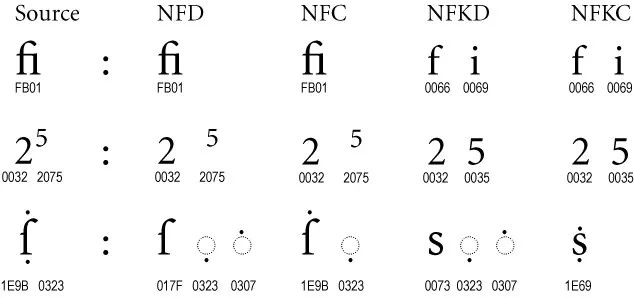 Source NFD NFC NFKD NFKC
ﬁ : ﬁ ﬁ f i f i
FB01 FB01 FB01 0066 0069 0066 0069
2⁵ : 2 ⁵ 2 ⁵ 2 5 2 5
0032 2075 0032 2075 0032 2075 0032 0035 0032 0035
ẛ̣ : ſ ◌̣ ◌̇ ẛ ◌̣ s ◌̣ ◌̇ ṩ
1E9B 0323 017F 0323 0307 1E9B 0323 0073 0323 0307 1E69